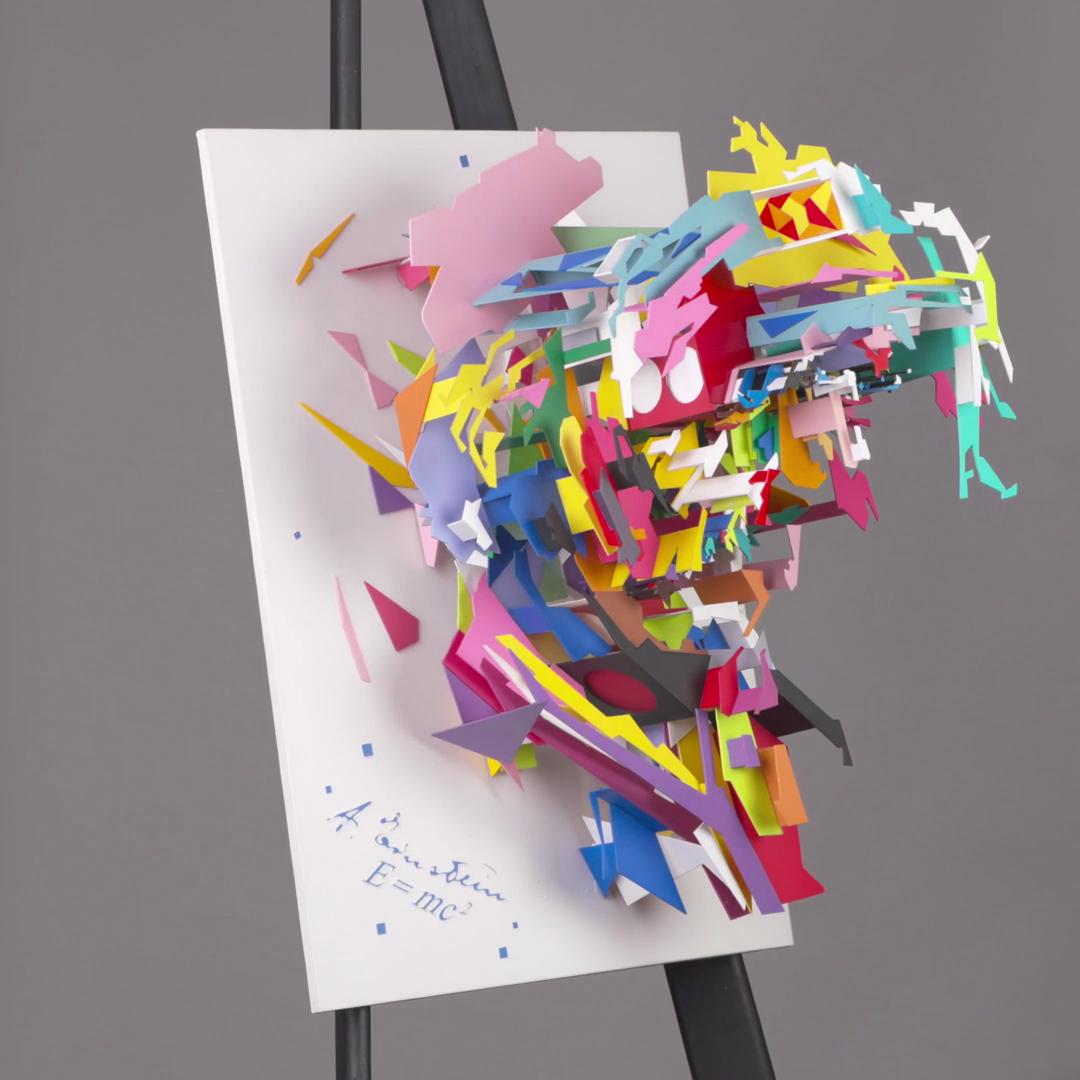 A. Einstein
E = mc²